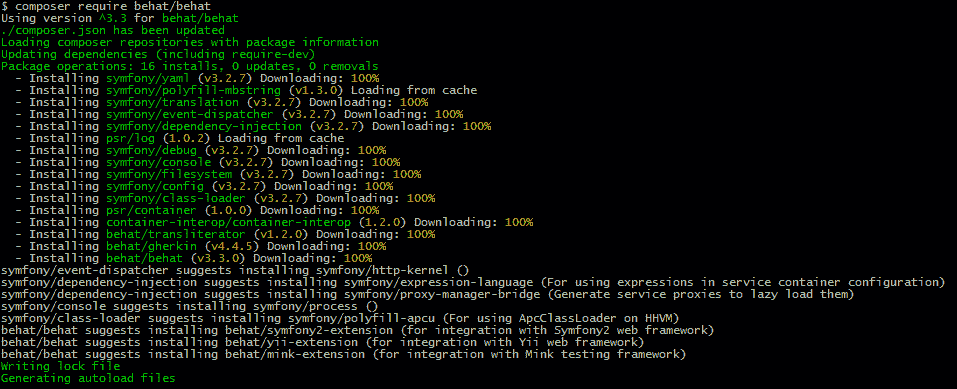 $ composer require behat/behat
Using version ^3.3 for behat/behat
./composer.json has been updated
Loading composer repositories with package information
Updating dependencies (including require-dev)
Package operations: 16 installs, 0 updates, 0 removals
  - Installing symfony/yaml (v3.2.7) Downloading: 100%
  - Installing symfony/polyfill-mbstring (v1.3.0) Loading from cache
  - Installing symfony/translation (v3.2.7) Downloading: 100%
  - Installing symfony/event-dispatcher (v3.2.7) Downloading: 100%
  - Installing symfony/dependency-injection (v3.2.7) Downloading: 100%
  - Installing psr/log (1.0.2) Loading from cache
  - Installing symfony/debug (v3.2.7) Downloading: 100%
  - Installing symfony/console (v3.2.7) Downloading: 100%
  - Installing symfony/filesystem (v3.2.7) Downloading: 100%
  - Installing symfony/config (v3.2.7) Downloading: 100%
  - Installing symfony/class-loader (v3.2.7) Downloading: 100%
  - Installing psr/container (1.0.0) Downloading: 100%
  - Installing container-interop/container-interop (1.2.0) Downloading: 100%
  - Installing behat/transliterator (v1.2.0) Downloading: 100%
  - Installing behat/gherkin (v4.4.5) Downloading: 100%
  - Installing behat/behat (v3.3.0) Downloading: 100%
symfony/event-dispatcher suggests installing symfony/http-kernel ()
symfony/dependency-injection suggests installing symfony/expression-language (For using expressions in service container configuration)
symfony/dependency-injection suggests installing symfony/proxy-manager-bridge (Generate service proxies to lazy load them)
symfony/console suggests installing symfony/process ()
symfony/class-loader suggests installing symfony/polyfill-apcu (For using ApcClassLoader on HHVM)
behat/behat suggests installing behat/symfony2-extension (for integration with Symfony2 web framework)
behat/behat suggests installing behat/yii-extension (for integration with Yii web framework)
behat/behat suggests installing behat/mink-extension (for integration with Mink testing framework)
Writing lock file
Generating autoload files